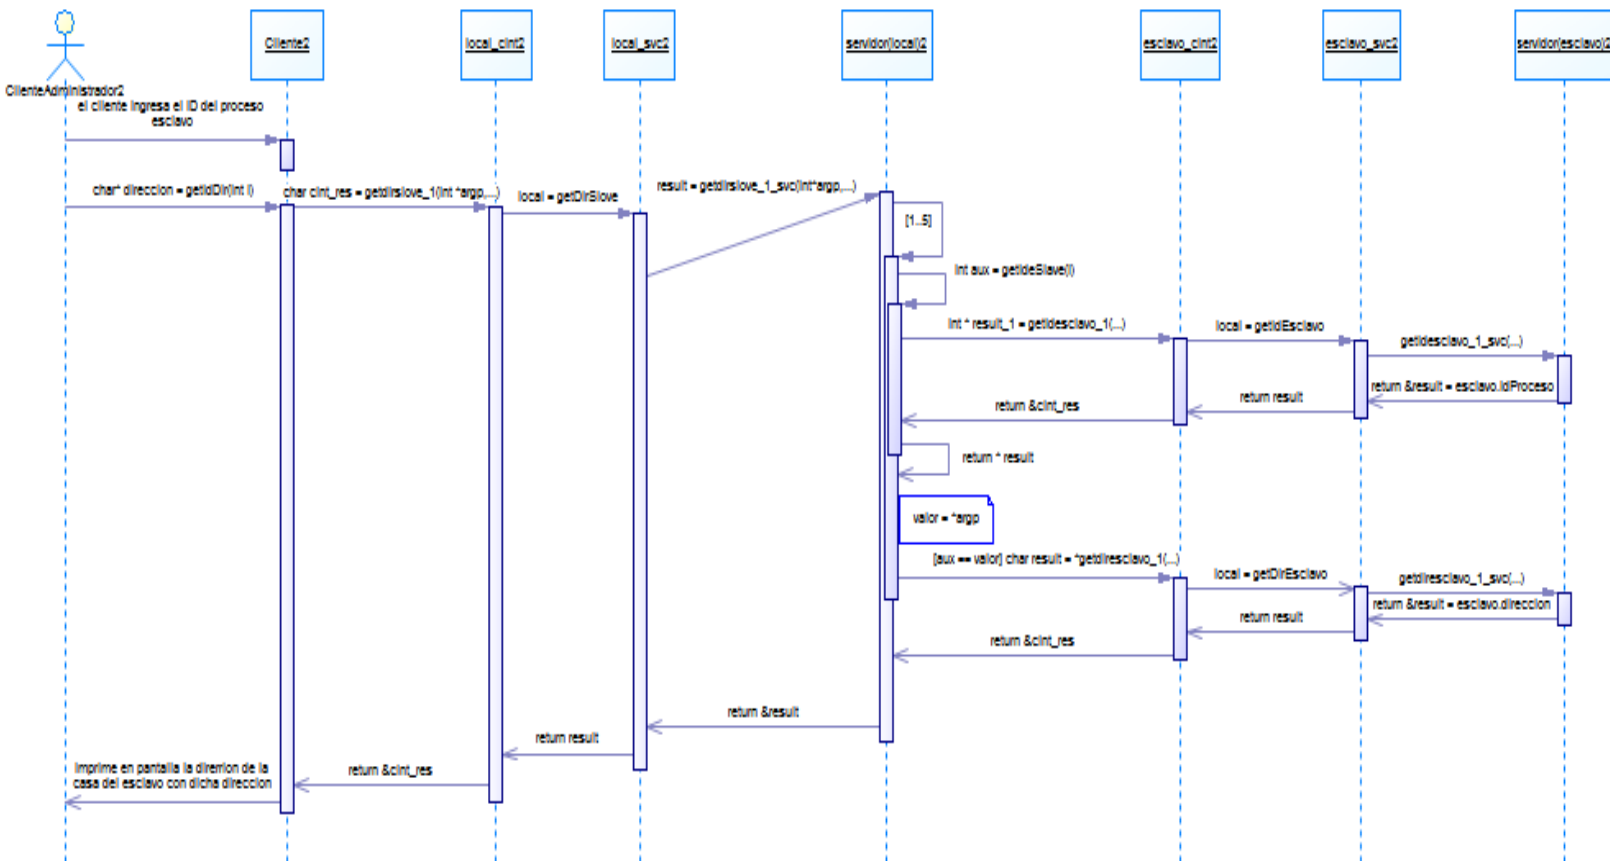 Cliente2
local_clnt2
local_svc2
servidor(local)2
esclavo_clnt2
esclavo_svc2
servidor(esclavo)2
ClienteAdministrador2
el cliente ingresa el ID del proceso
esclavo
char* direccion = getIdDir(int i)
char clnt_res = getdirslove_1(int *argp,...)
local = getDirSlove
result = getdirslove_1_svc(int*argp,...)
[1..5]
int aux = getIdeSlave(i)
int * result_1 = getidesclavo_1(...)
local = getIdEsclavo
getidesclavo_1_svc(...)
return &result = esclavo.idProceso
return result
return &clnt_res
return * result
valor = *argp
[aux == valor] char result = *getdiresclavo_1(...)
local = getDirEsclavo
getdiresclavo_1_svc(...)
return &result = esclavo.direccion
return result
return &clnt_res
return &result
return result
return &clnt_res
imprime en pantalla la dirernion de la
casa del esclavo con dicha direccion